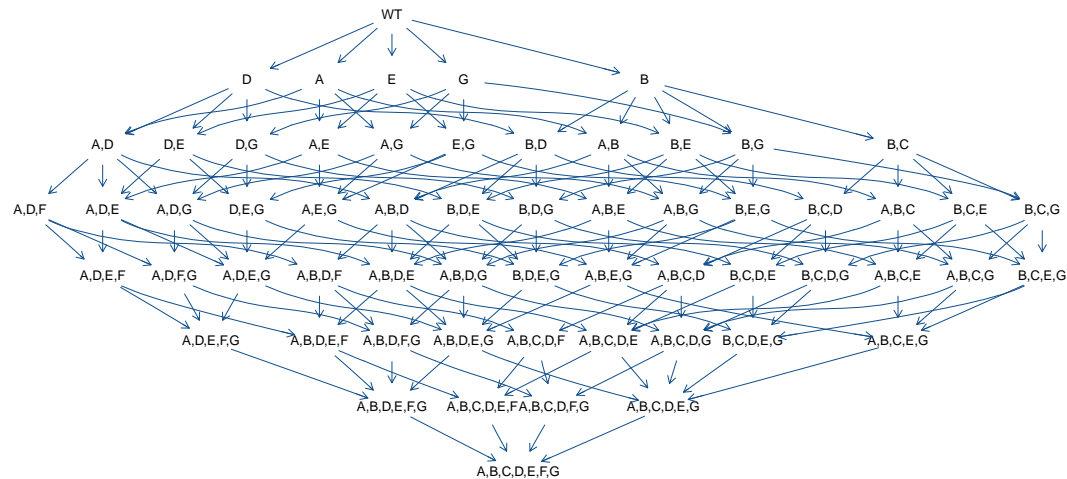 WT
D A E G B
A,D D,E D,G A,E A,G E,G B,D A,B B,E B,G B,C
A,D,F A,D,E A,D,G D,E,G A,E,G A,B,D B,D,E B,D,G A,B,E A,B,G B,E,G B,C,D A,B,C B,C,E B,C,G
A,D,E,F A,D,F,G A,D,E,G A,B,D,F A,B,D,E A,B,D,G B,D,E,G A,B,E,G A,B,C,D B,C,D,E B,C,D,G A,B,C,E A,B,C,G B,C,E,G
A,D,E,F,G A,B,D,E,F A,B,D,F,G A,B,D,E,G A,B,C,D,F A,B,C,D,E A,B,C,D,G B,C,D,E,G A,B,C,E,G
A,B,D,E,F,G A,B,C,D,E,F A,B,C,D,F,G A,B,C,D,E,G
A,B,C,D,E,F,G